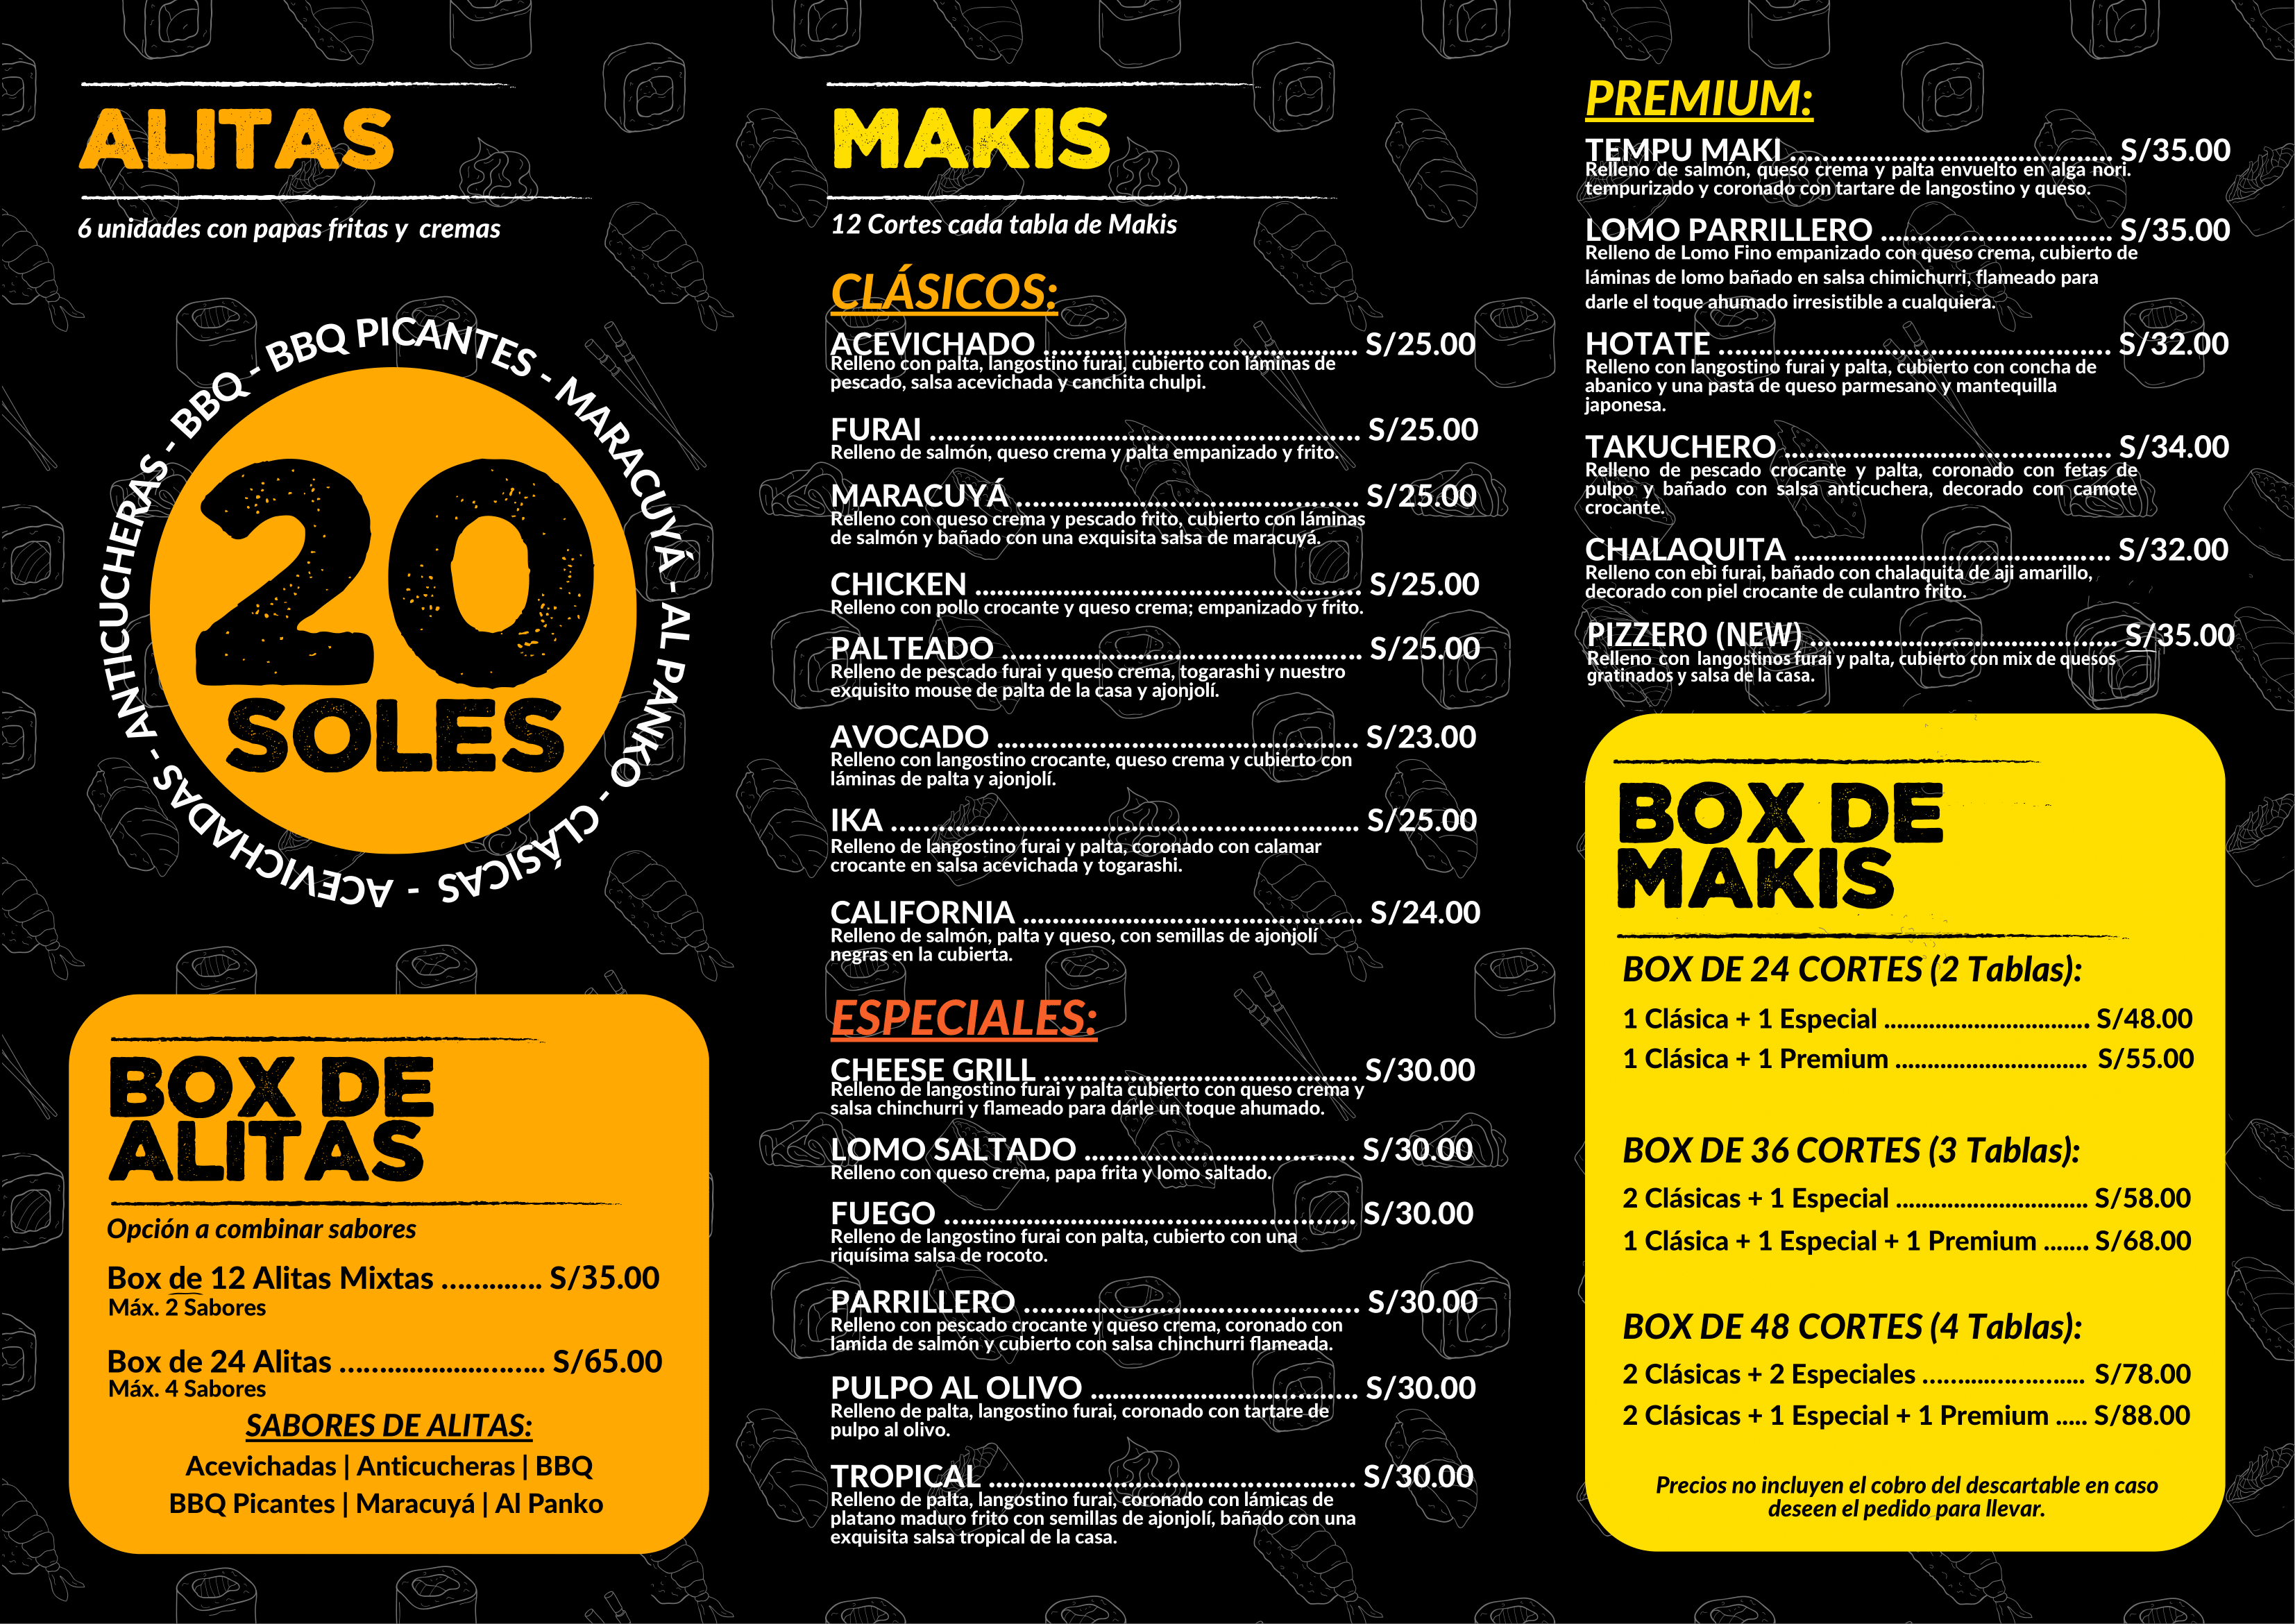 ALITAS
6 unidades con papas fritas y cremas
ACEVICHADAS - ANTICUCHERAS - BBQ - BBQ PICANTES - MARACUYÁ - AL PANKO - CLÁSICAS -
20
SOLES
BOX DE
ALITAS
Opción a combinar sabores
Box de 12 Alitas Mixtas ............. S/35.00
Máx. 2 Sabores
Box de 24 Alitas .......................... S/65.00
Máx. 4 Sabores
SABORES DE ALITAS:
Acevichadas | Anticucheras | BBQ
BBQ Picantes | Maracuyá | Al Panko
MAKIS
12 Cortes cada tabla de Makis
CLÁSICOS:
ACEVICHADO ........................................ S/25.00
Relleno con palta, langostino furai, cubierto con láminas de
pescado, salsa acevichada y canchita chulpi.
FURAI ........................................ S/25.00
Relleno de salmón, queso crema y palta empanizado y frito.
MARACUYÁ ........................................ S/25.00
Relleno con queso crema y pescado frito, cubierto con láminas
de salmón y bañado con una exquisita salsa de maracuyá.
CHICKEN ........................................ S/25.00
Relleno con pollo crocante y queso crema; empanizado y frito.
PALTEADO ........................................ S/25.00
Relleno de pescado furai y queso crema, togarashi y nuestro
exquisito mouse de palta de la casa y ajonjolí.
AVOCADO ........................................ S/23.00
Relleno con langostino crocante, queso crema y cubierto con
láminas de palta y ajonjolí.
IKA ........................................ S/25.00
Relleno de langostino furai y palta, coronado con calamar
crocante en salsa acevichada y togarashi.
CALIFORNIA ........................................ S/24.00
Relleno de salmón, palta y queso, con semillas de ajonjolí
negras en la cubierta.
ESPECIALES:
CHEESE GRILL ........................................ S/30.00
Relleno de langostino furai y palta cubierto con queso crema y
salsa chinchurri y flameado para darle un toque ahumado.
LOMO SALTADO ........................................ S/30.00
Relleno con queso crema, papa frita y lomo saltado.
FUEGO ........................................ S/30.00
Relleno de langostino furai con palta, cubierto con una
riquísima salsa de rocoto.
PARRILLERO ........................................ S/30.00
Relleno con pescado crocante y queso crema, coronado con
lamida de salmón y cubierto con salsa chinchurri flameada.
PULPO AL OLIVO ........................................ S/30.00
Relleno de palta, langostino furai, coronado con tartare de
pulpo al olivo.
TROPICAL ........................................ S/30.00
Relleno de palta, langostino furai, coronado con lámicas de
platano maduro frito con semillas de ajonjolí, bañado con una
exquisita salsa tropical de la casa.
PREMIUM:
TEMPU MAKI ........................................ S/35.00
Relleno de salmón, queso crema y palta envuelto en alga nori.
tempurizado y coronado con tartare de langostino y queso.
LOMO PARRILLERO ............................... S/35.00
Relleno de Lomo Fino empanizado con queso crema, cubierto de
láminas de lomo bañado en salsa chimichurri, flameado para
darle el toque ahumado irresistible a cualquiera.
HOTATE ........................................ S/32.00
Relleno con langostino furai y palta, cubierto con concha de
abanico y una pasta de queso parmesano y mantequilla
japonesa.
TAKUCHERO ........................................ S/34.00
Relleno de pescado crocante y palta, coronado con fetas de
pulpo y bañado con salsa anticuchera, decorado con camote
crocante.
CHALAQUITA ........................................ S/32.00
Relleno con ebi furai, bañado con chalaquita de aji amarillo,
decorado con piel crocante de culantro frito.
PIZZERO (NEW) ........................................ S/35.00
Relleno con langostinos furai y palta, cubierto con mix de quesos
gratinados y salsa de la casa.
BOX DE
MAKIS
BOX DE 24 CORTES (2 Tablas):
1 Clásica + 1 Especial ............................... S/48.00
1 Clásica + 1 Premium ............................. S/55.00
BOX DE 36 CORTES (3 Tablas):
2 Clásicas + 1 Especial ............................. S/58.00
1 Clásica + 1 Especial + 1 Premium ....... S/68.00
BOX DE 48 CORTES (4 Tablas):
2 Clásicas + 2 Especiales ......................... S/78.00
2 Clásicas + 1 Especial + 1 Premium ..... S/88.00
Precios no incluyen el cobro del descartable en caso
deseen el pedido para llevar.